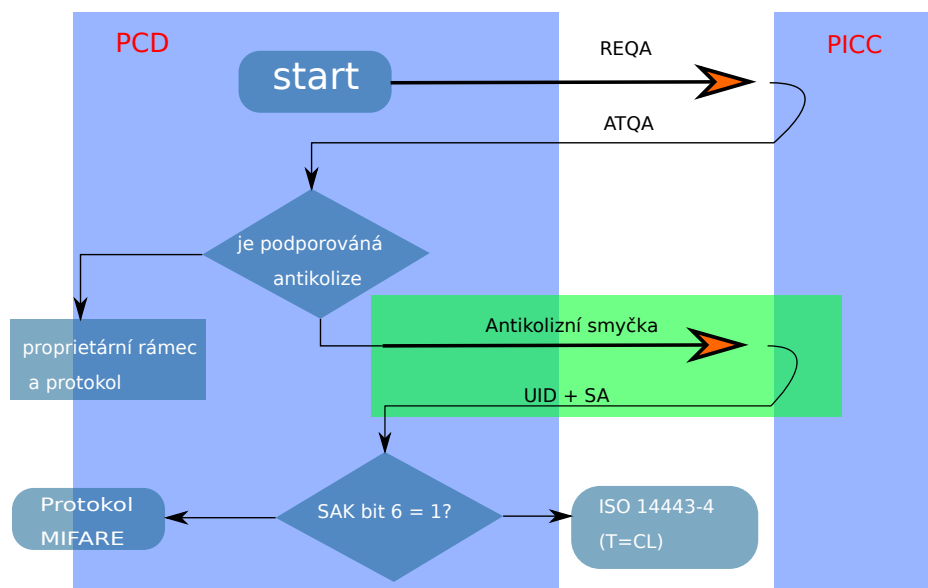 PCD
PICC
REQA
start
ATQA
je podporováná
antikolize
proprietární rámec
a protokol
Antikolizní smyčka
UID + SA
Protokol
MIFARE
SAK bit 6 = 1?
ISO 14443-4
(T=CL)